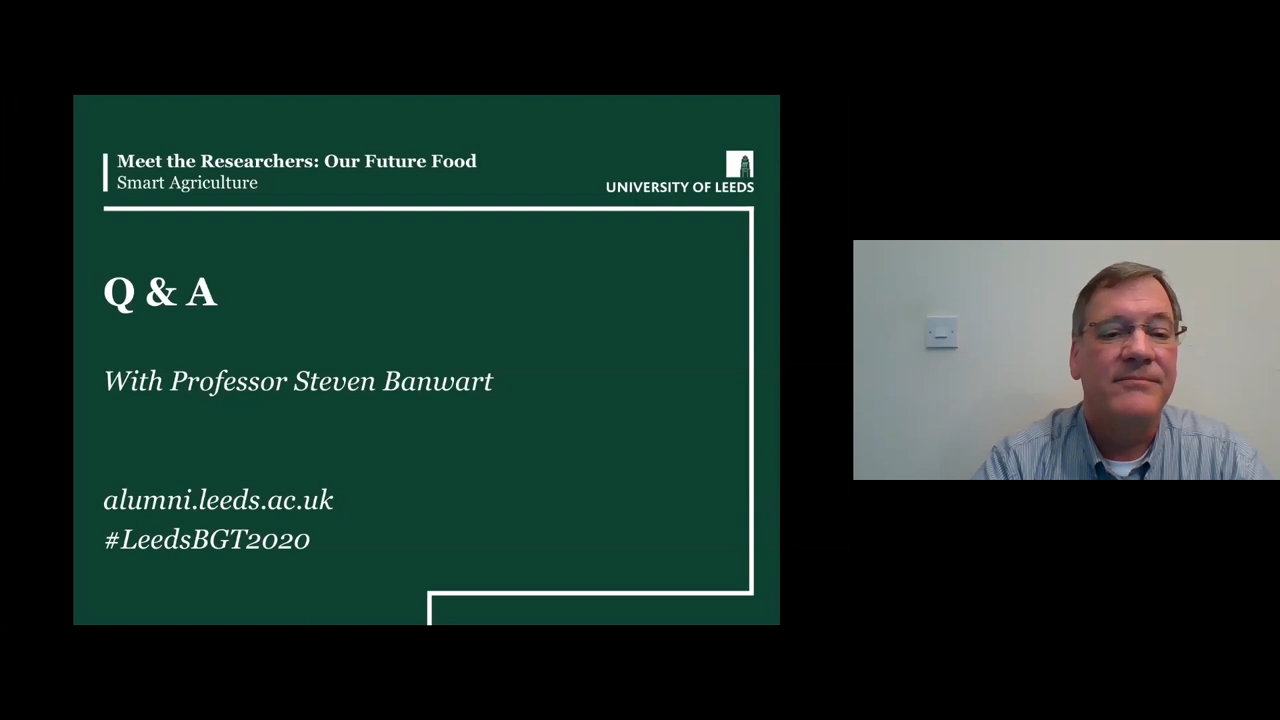 Meet the Researchers: Our Future Food
Smart Agriculture
UNIVERSITY OF LEEDS
Q & A
With Professor Steven Banwart
alumni.leeds.ac.uk
#LeedsBGT2020